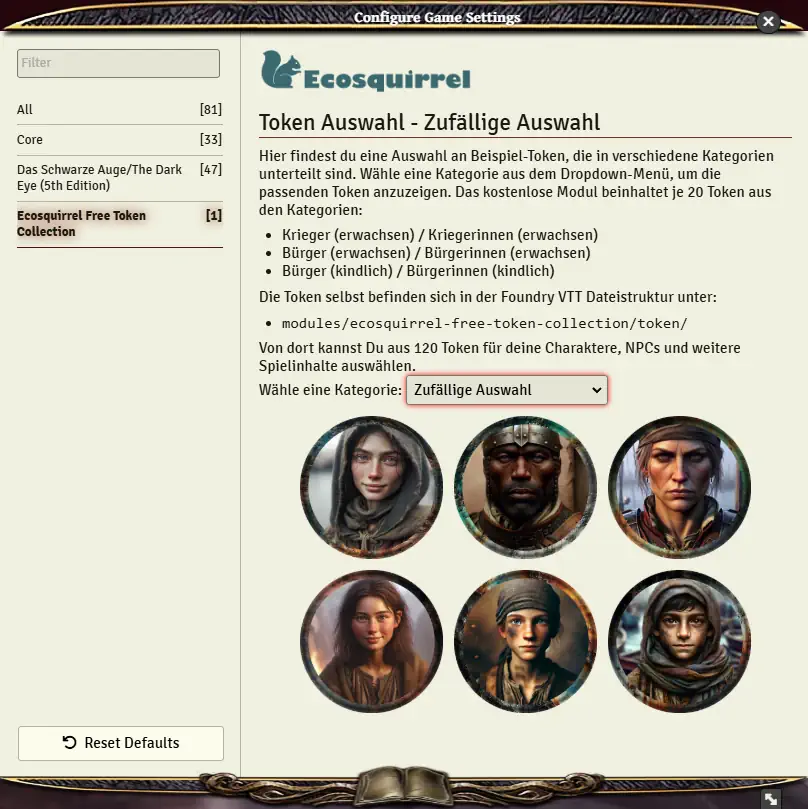 Configure Game Settings
Filter
All [81]
Core [33]
Das Schwarze Auge/The Dark [47]
Eye (5th Edition)
Ecosquirrel Free Token [1]
Collection
Reset Defaults
Ecosquirrel
Token Auswahl - Zufällige Auswahl
Hier findest du eine Auswahl an Beispiel-Token, die in verschiedene Kategorien
unterteilt sind. Wähle eine Kategorie aus dem Dropdown-Menü, um die
passenden Token anzuzeigen. Das kostenlose Modul beinhaltet je 20 Token aus
den Kategorien:
• Krieger (erwachsen) / Kriegerinnen (erwachsen)
• Bürger (erwachsen) / Bürgerinnen (erwachsen)
• Bürger (kindlich) / Bürgerinnen (kindlich)
Die Token selbst befinden sich in der Foundry VTT Dateistruktur unter:
• modules/ecosquirrel-free-token-collection/token/
Von dort kannst Du aus 120 Token für deine Charaktere, NPCs und weitere
Spielinhalte auswählen.
Wähle eine Kategorie: Zufällige Auswahl